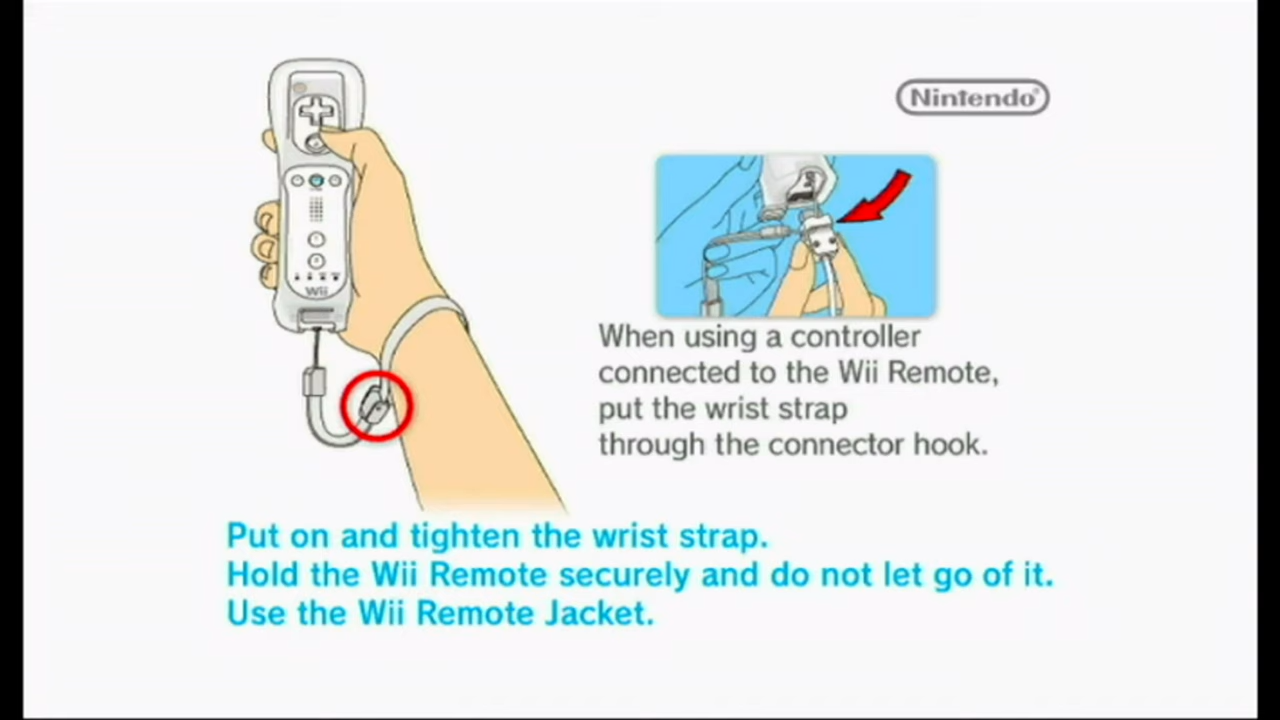 Nintendo®
Wii
When using a controller
connected to the Wii Remote,
put the wrist strap
through the connector hook.
Put on and tighten the wrist strap.
Hold the Wii Remote securely and do not let go of it.
Use the Wii Remote Jacket.